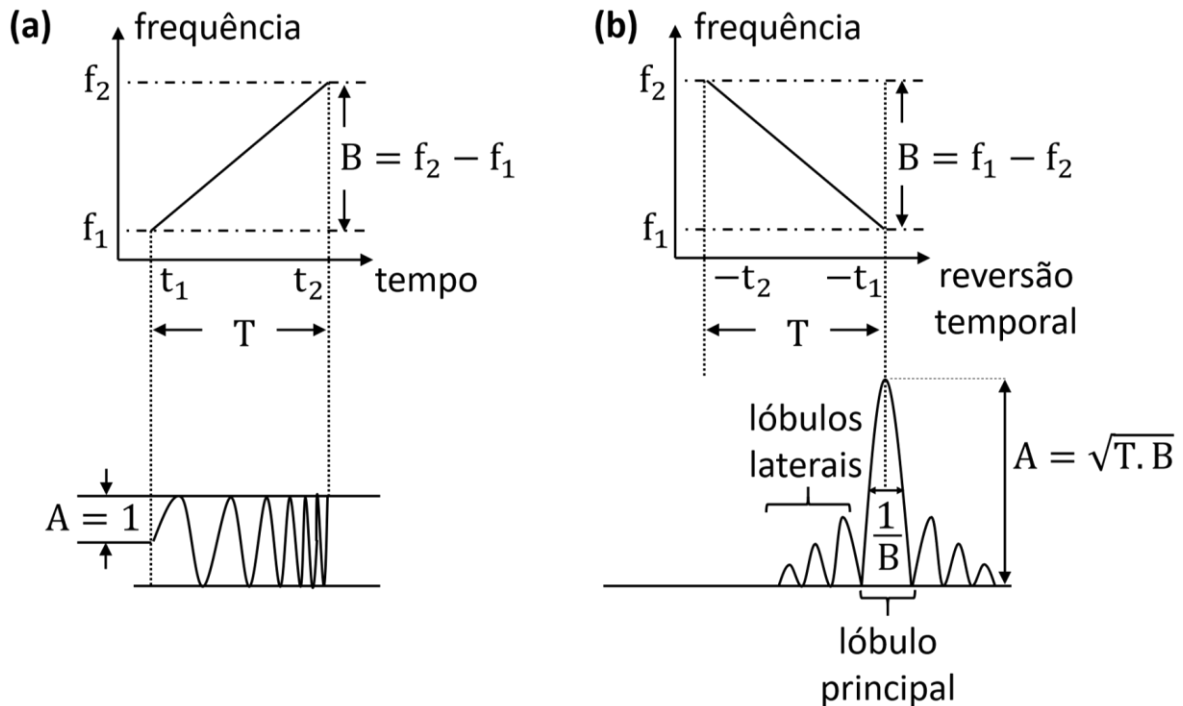 (a)
frequência
f₂
B = f₂ − f₁
f₁
t₁
t₂
tempo
T
A = 1
(b)
frequência
f₂
B = f₁ − f₂
f₁
−t₂
−t₁
reversão
temporal
T
lóbulos
laterais
A = √T. B
1
B
lóbulo
principal